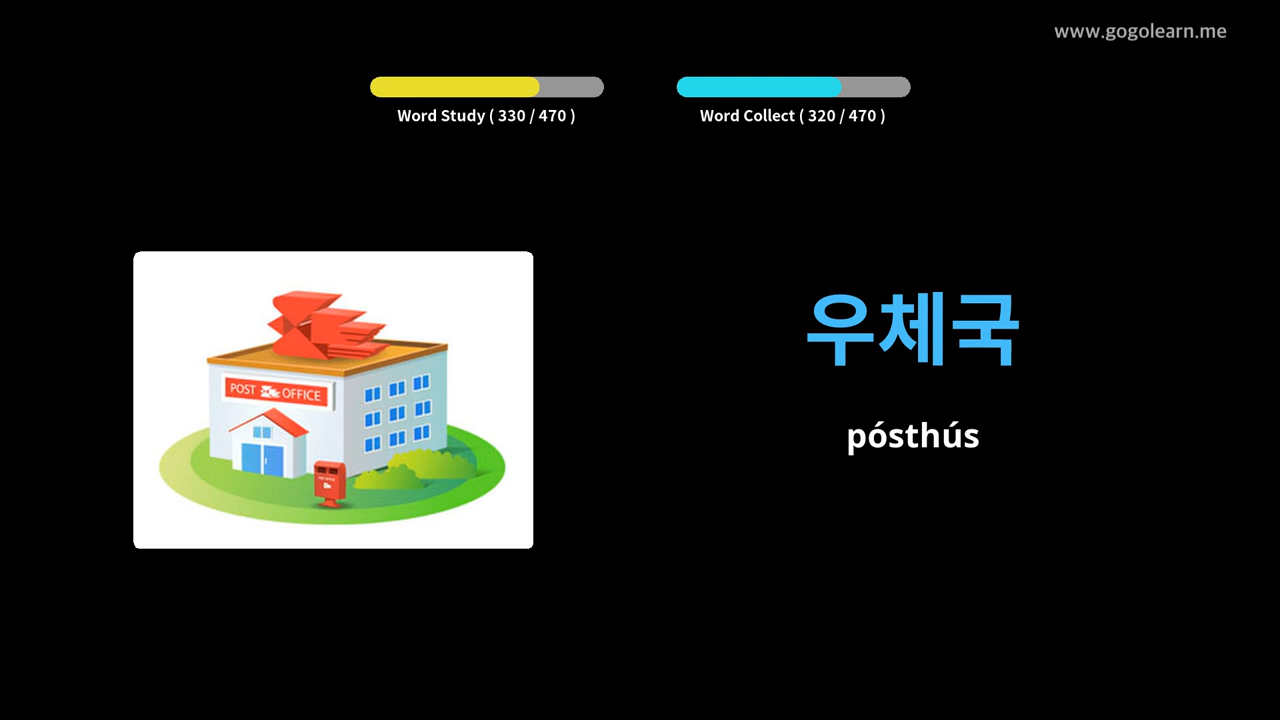 www.gogolearn.me
Word Study ( 330 / 470 )
Word Collect ( 320 / 470 )
POST OFFICE
우체국
pósthús